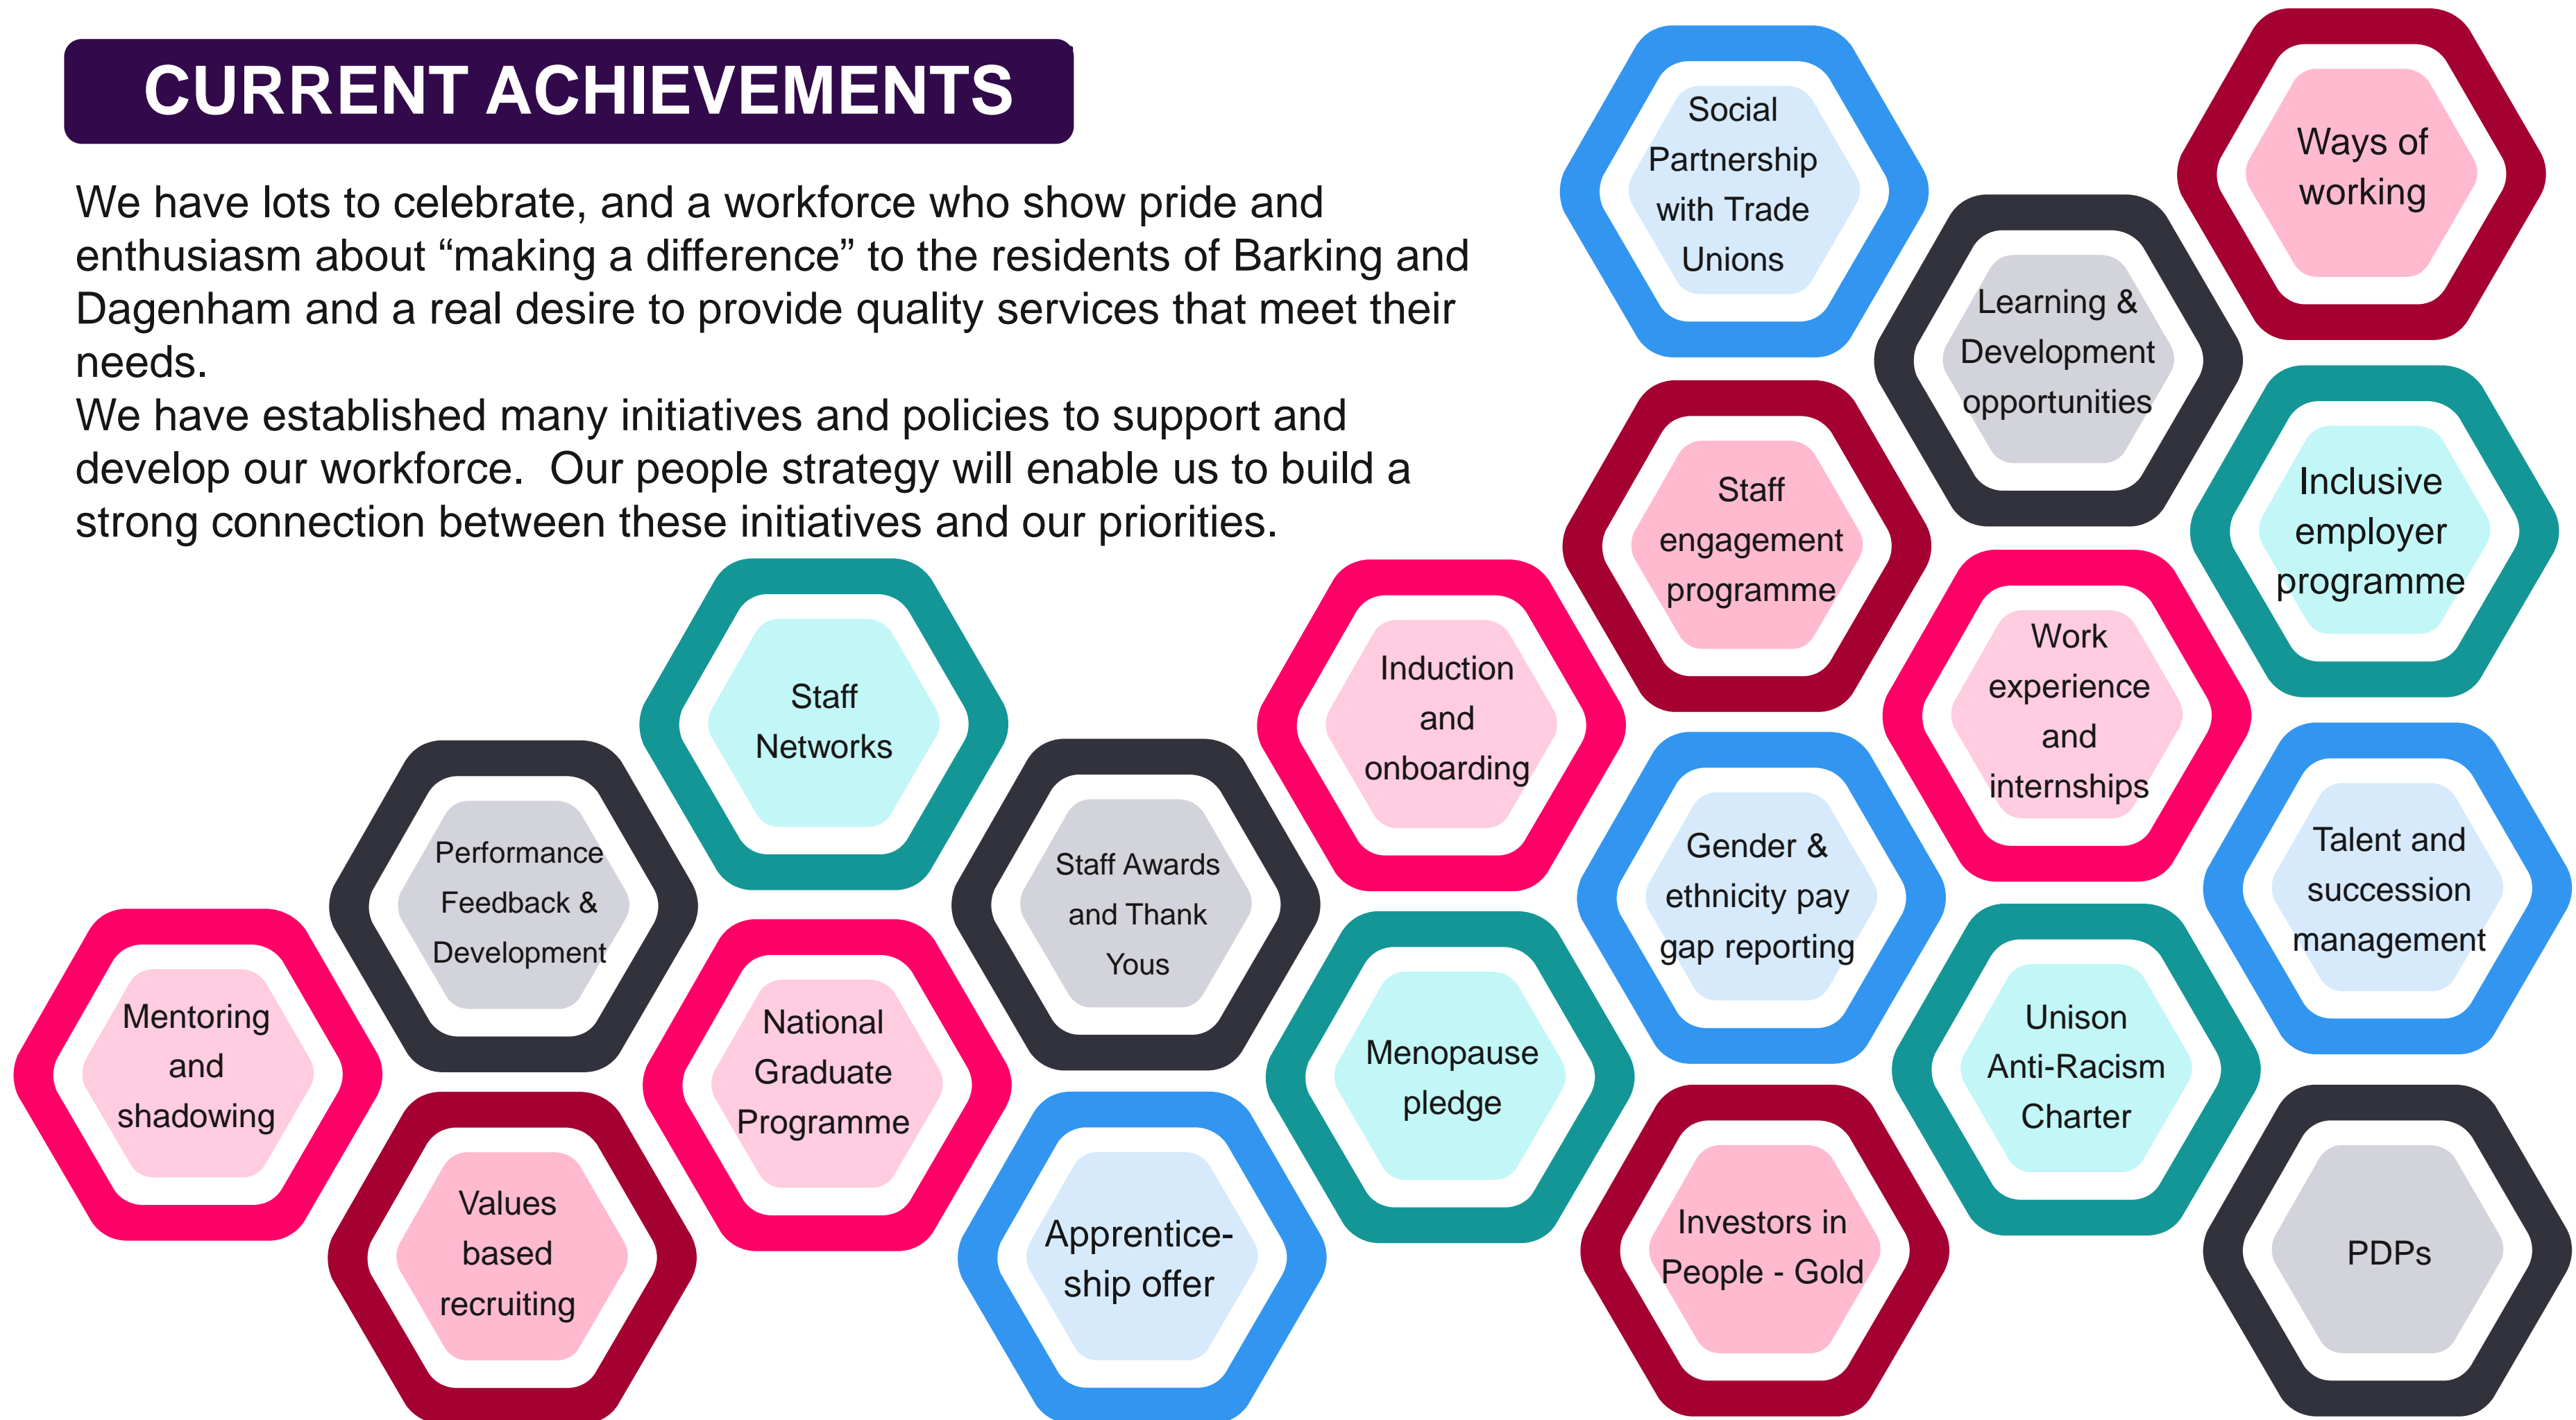 CURRENT ACHIEVEMENTS
We have lots to celebrate, and a workforce who show pride and
enthusiasm about “making a difference” to the residents of Barking and
Dagenham and a real desire to provide quality services that meet their
needs.
We have established many initiatives and policies to support and
develop our workforce.  Our people strategy will enable us to build a
strong connection between these initiatives and our priorities.
Social
Partnership
with Trade
Unions
Ways of
working
Learning &
Development
opportunities
Staff
engagement
programme
Inclusive
employer
programme
Work
experience
and
internships
Induction
and
onboarding
Staff
Networks
Performance
Feedback &
Development
Staff Awards
and Thank
Yous
Gender &
ethnicity pay
gap reporting
Talent and
succession
management
Mentoring
and
shadowing
National
Graduate
Programme
Menopause
pledge
Unison
Anti-Racism
Charter
Values
based
recruiting
Apprentice-
ship offer
Investors in
People - Gold
PDPs